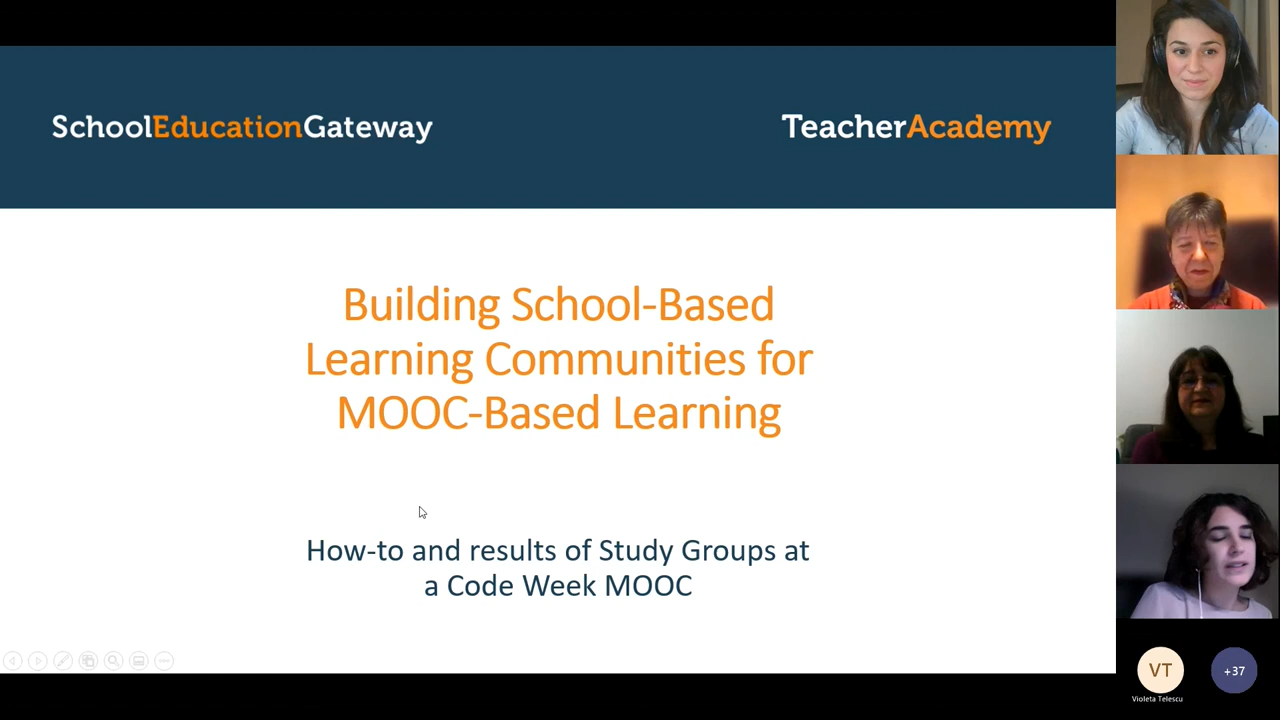 SchoolEducationGateway
TeacherAcademy
Building School-Based
Learning Communities for
MOOC-Based Learning
How-to and results of Study Groups at
a Code Week MOOC
VT
+37
Violeta Telescu